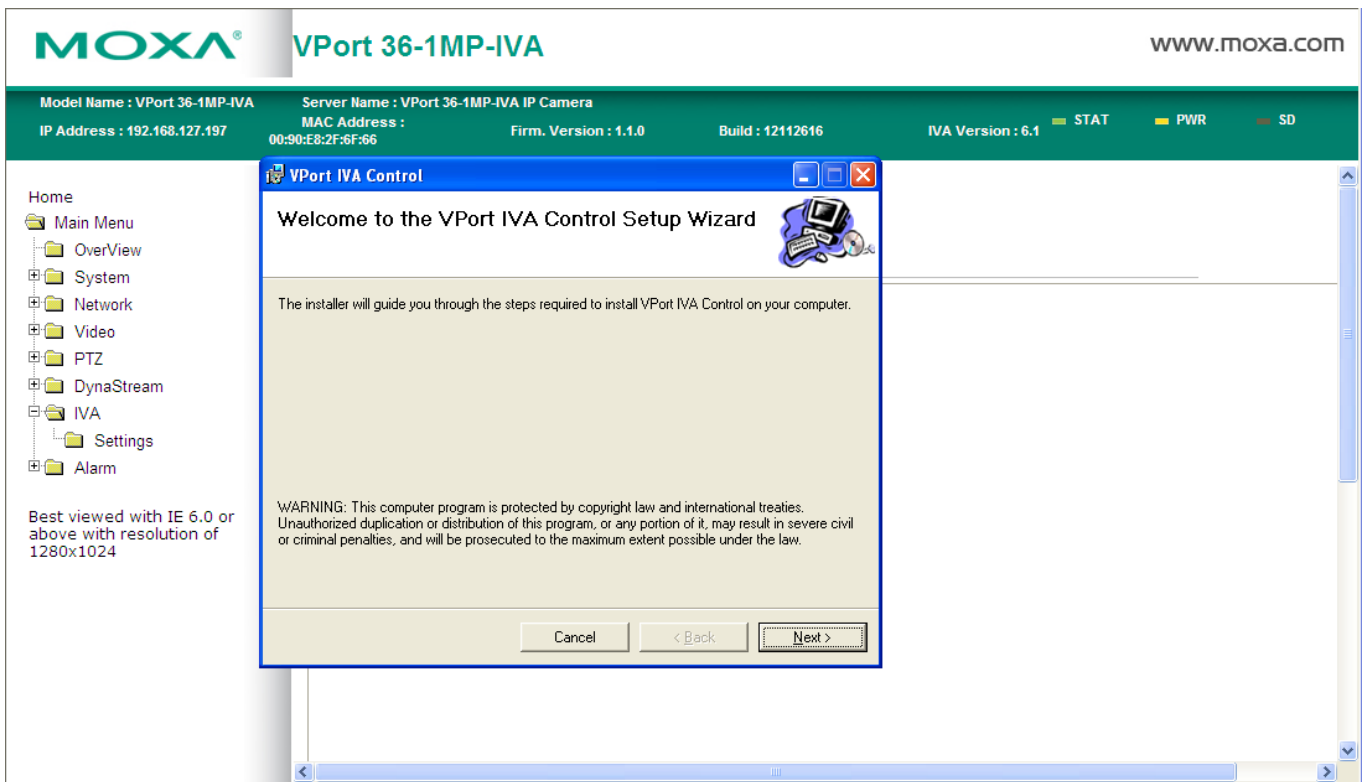 MOXA®
VPort 36-1MP-IVA
www.moxa.com
Model Name : VPort 36-1MP-IVA
Server Name : VPort 36-1MP-IVA IP Camera
IP Address : 192.168.127.197
MAC Address :
00:90:E8:2F:6F:66
Firm. Version : 1.1.0
Build : 12112616
IVA Version : 6.1
STAT
PWR
SD
Home
Main Menu
OverView
System
Network
Video
PTZ
DynaStream
IVA
Settings
Alarm
Best viewed with IE 6.0 or
above with resolution of
1280x1024
VPort IVA Control
Welcome to the VPort IVA Control Setup Wizard
The installer will guide you through the steps required to install VPort IVA Control on your computer.
WARNING: This computer program is protected by copyright law and international treaties.
Unauthorized duplication or distribution of this program, or any portion of it, may result in severe civil
or criminal penalties, and will be prosecuted to the maximum extent possible under the law.
Cancel
< Back
Next >